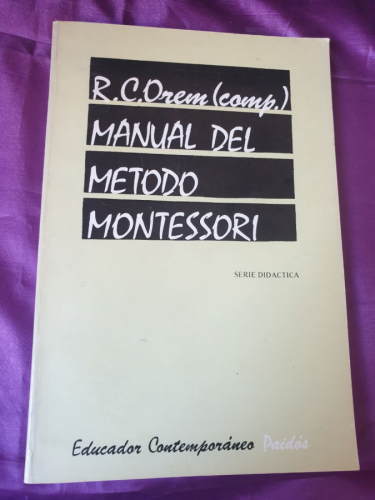 R.C.Orem (comp.)
MANUAL DEL
METODO
MONTESSORI
SERIE DIDACTICA
Educador Contemporáneo Paidós